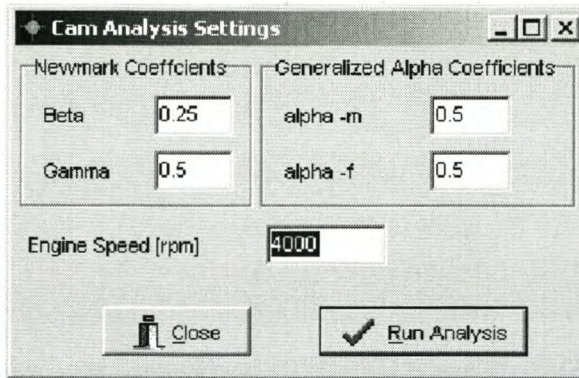 Cam Analysis Settings
Newmark Coeffcients
Generalized Alpha Coefficients
Beta
0.25
alpha -m
0.5
Gamma
0.5
alpha -f
0.5
Engine Speed [rpm]
4000
Close
Run Analysis